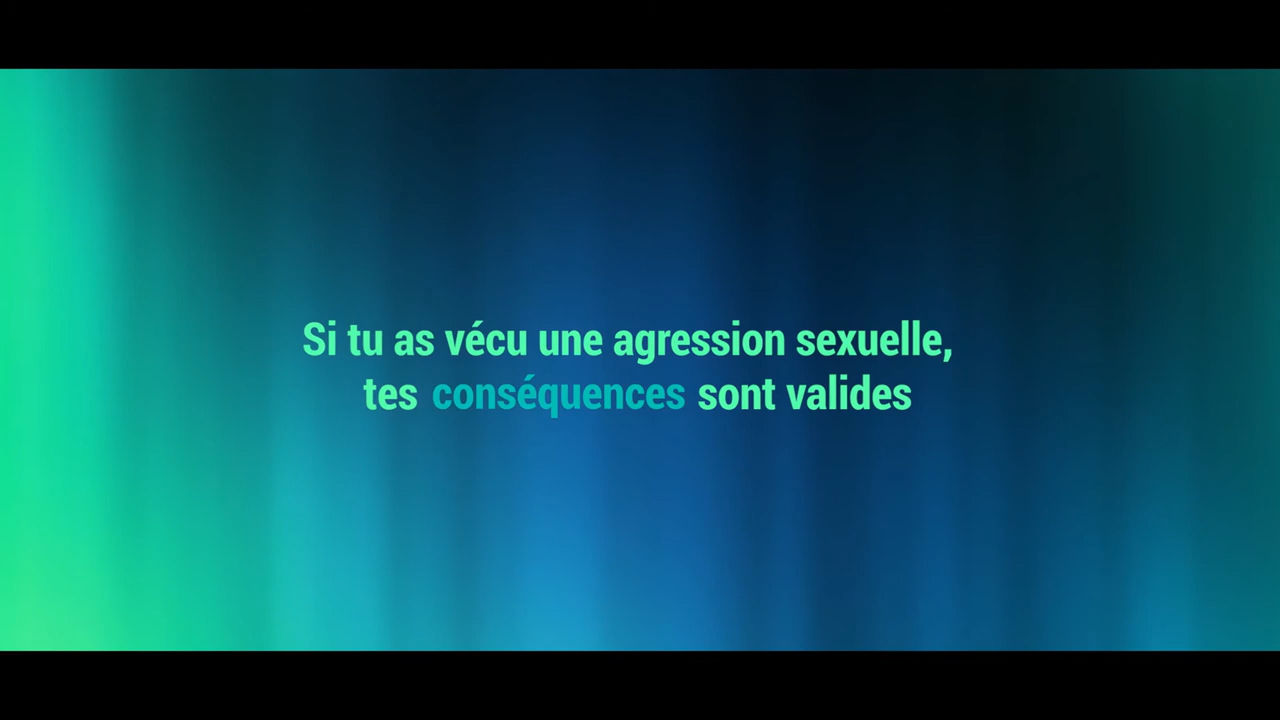 Si tu as vécu une agression sexuelle,
tes conséquences sont valides